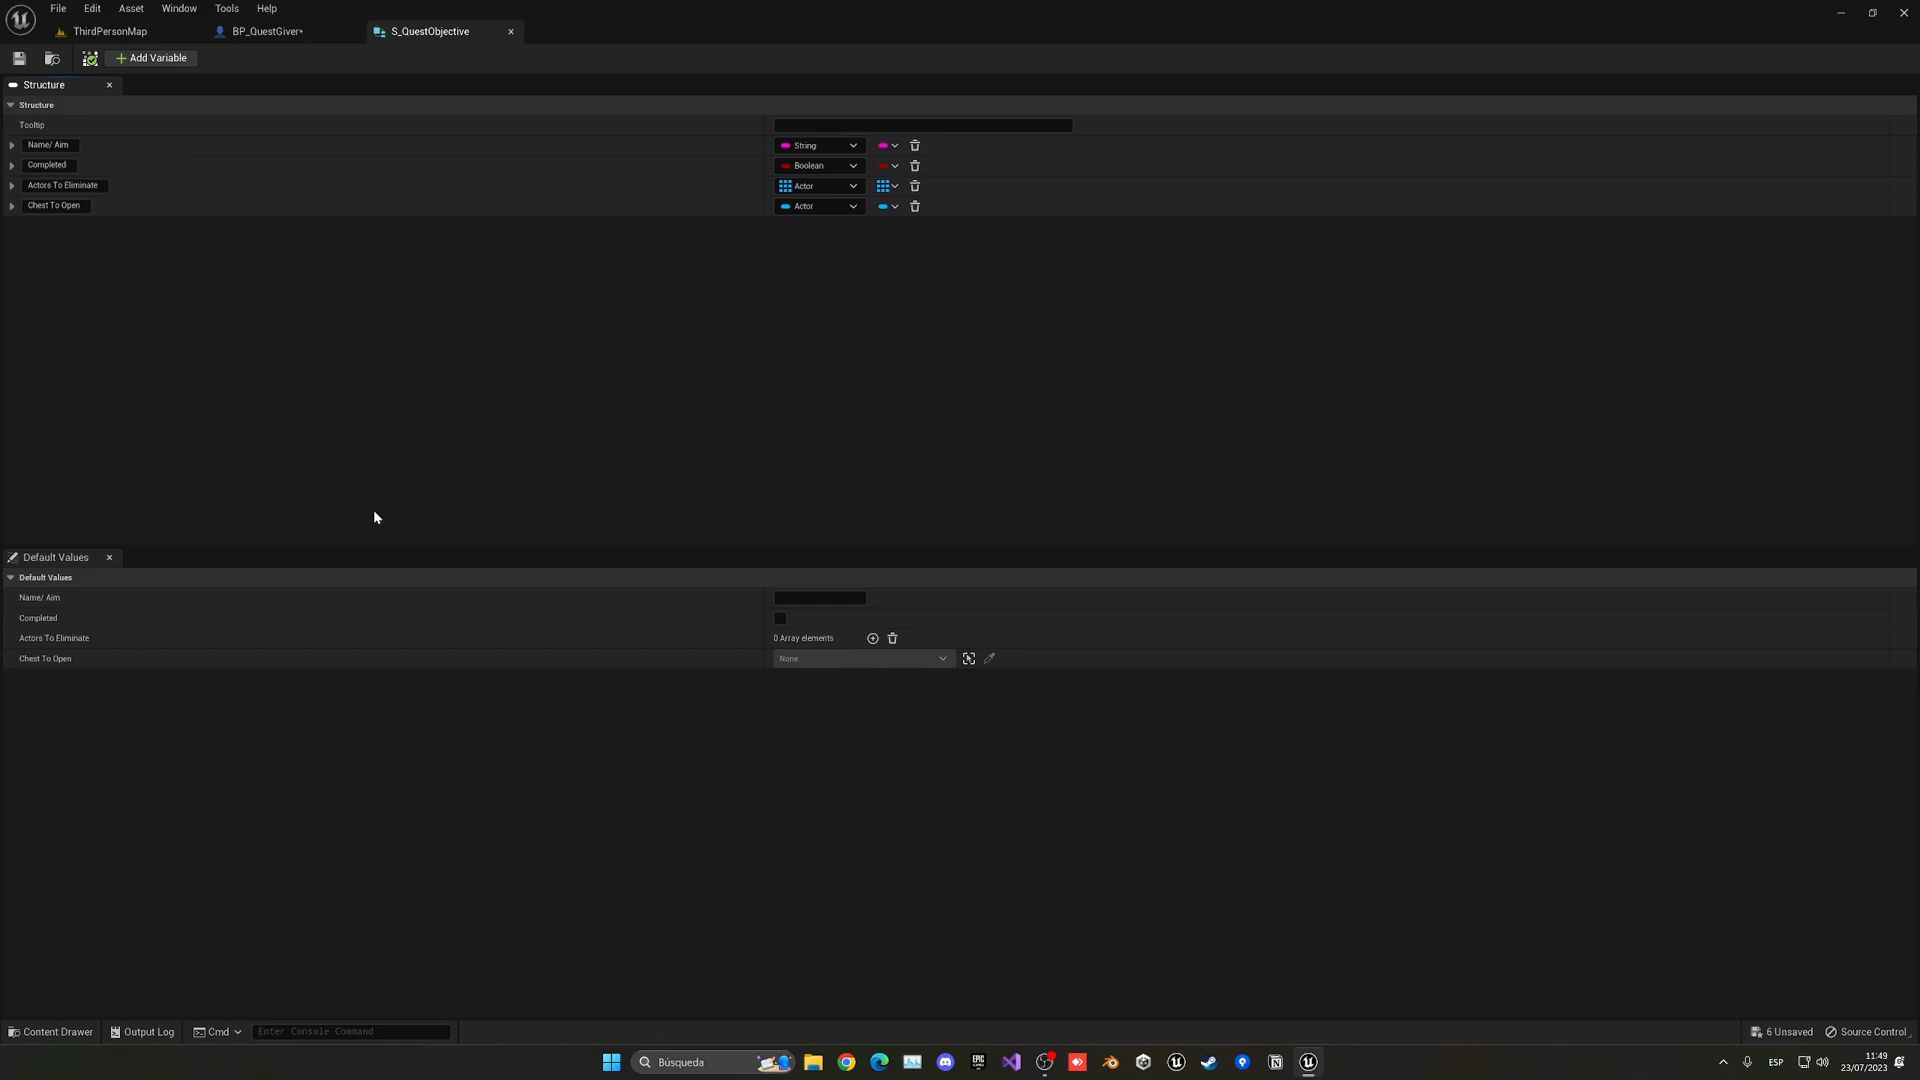 File Edit Asset Window Tools Help
ThirdPersonMap BP_QuestGiver* S_QuestObjective
Add Variable
Structure
Structure
Tooltip
Name/ Aim String
Completed Boolean
Actors To Eliminate Actor
Chest To Open Actor
Default Values
Default Values
Name/ Aim
Completed
Actors To Eliminate 0 Array elements
Chest To Open None
Content Drawer Output Log Cmd Enter Console Command 6 Unsaved Source Control
Búsqueda ESP 11:49
23/07/2023